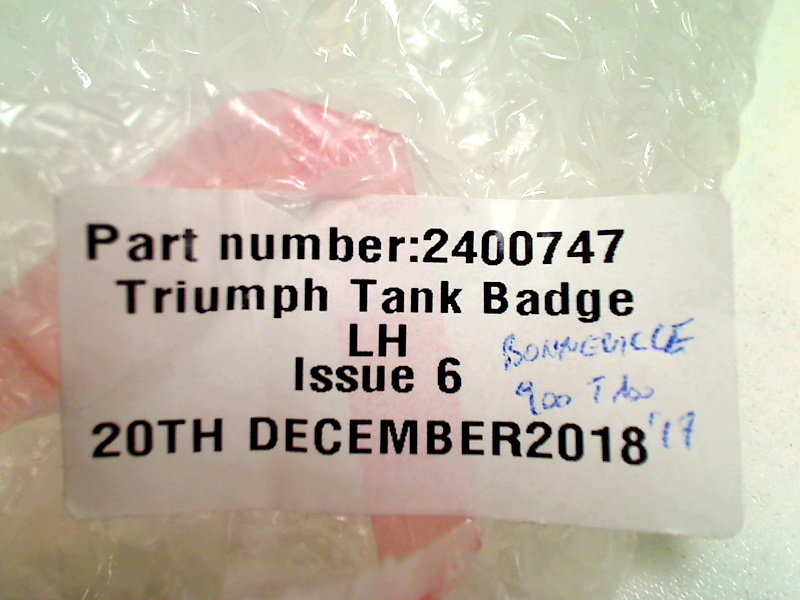 Part number:2400747
Triumph Tank Badge
LH
Issue 6
20TH DECEMBER2018
BONNEVILLE
900 T100
'17